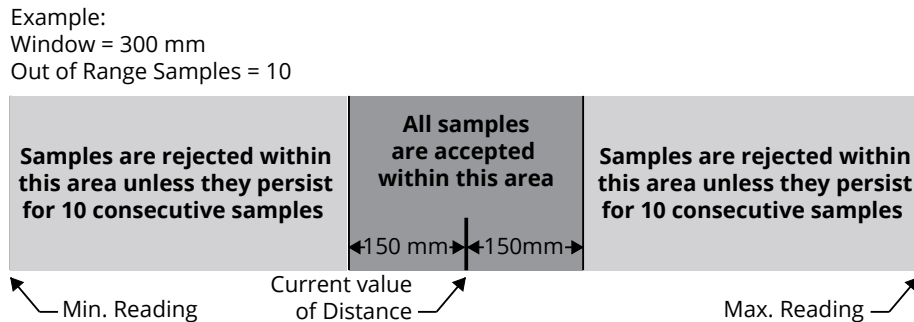 Example:
Window = 300 mm
Out of Range Samples = 10
Samples are rejected within
this area unless they persist
for 10 consecutive samples
All samples
are accepted
within this area
Samples are rejected within
this area unless they persist
for 10 consecutive samples
150 mm
150mm
Min. Reading
Current value
of Distance
Max. Reading